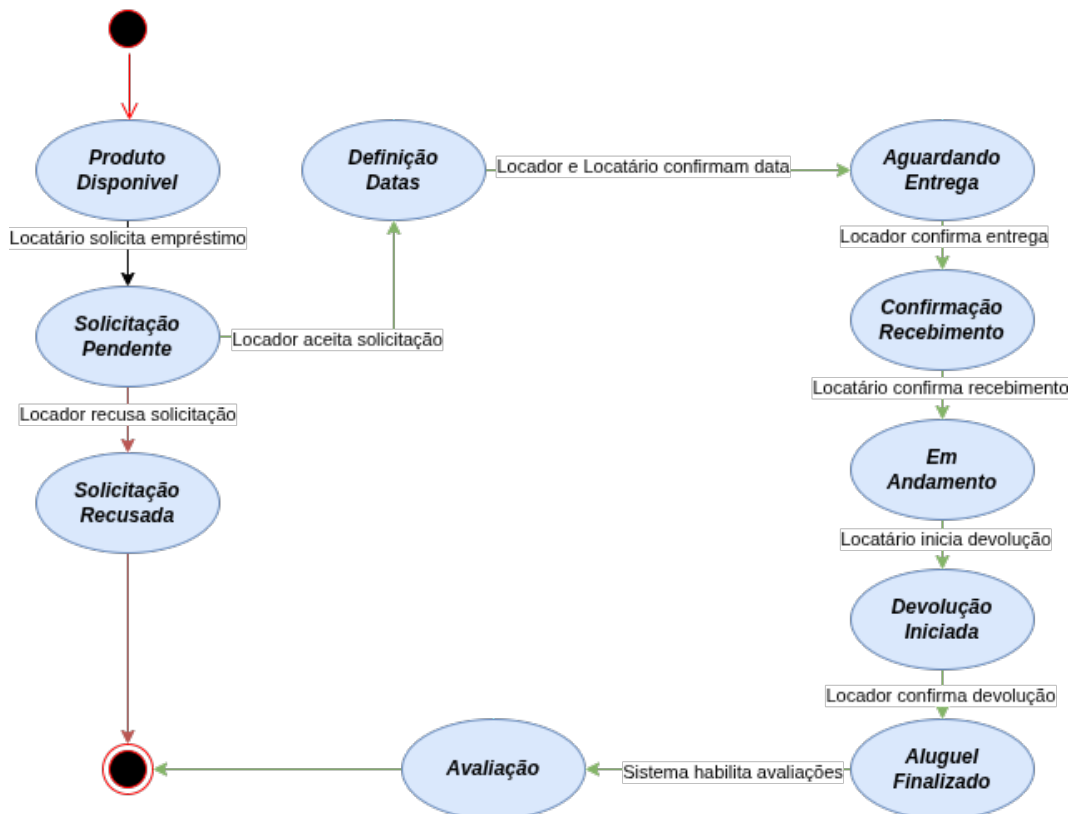 Produto
Disponivel
Locatário solicita empréstimo
Solicitação
Pendente
Locador recusa solicitação
Solicitação
Recusada
Locador aceita solicitação
Definição
Datas
Locador e Locatário confirmam data
Aguardando
Entrega
Locador confirma entrega
Confirmação
Recebimento
Locatário confirma recebimento
Em
Andamento
Locatário inicia devolução
Devolução
Iniciada
Locador confirma devolução
Aluguel
Finalizado
Sistema habilita avaliações
Avaliação